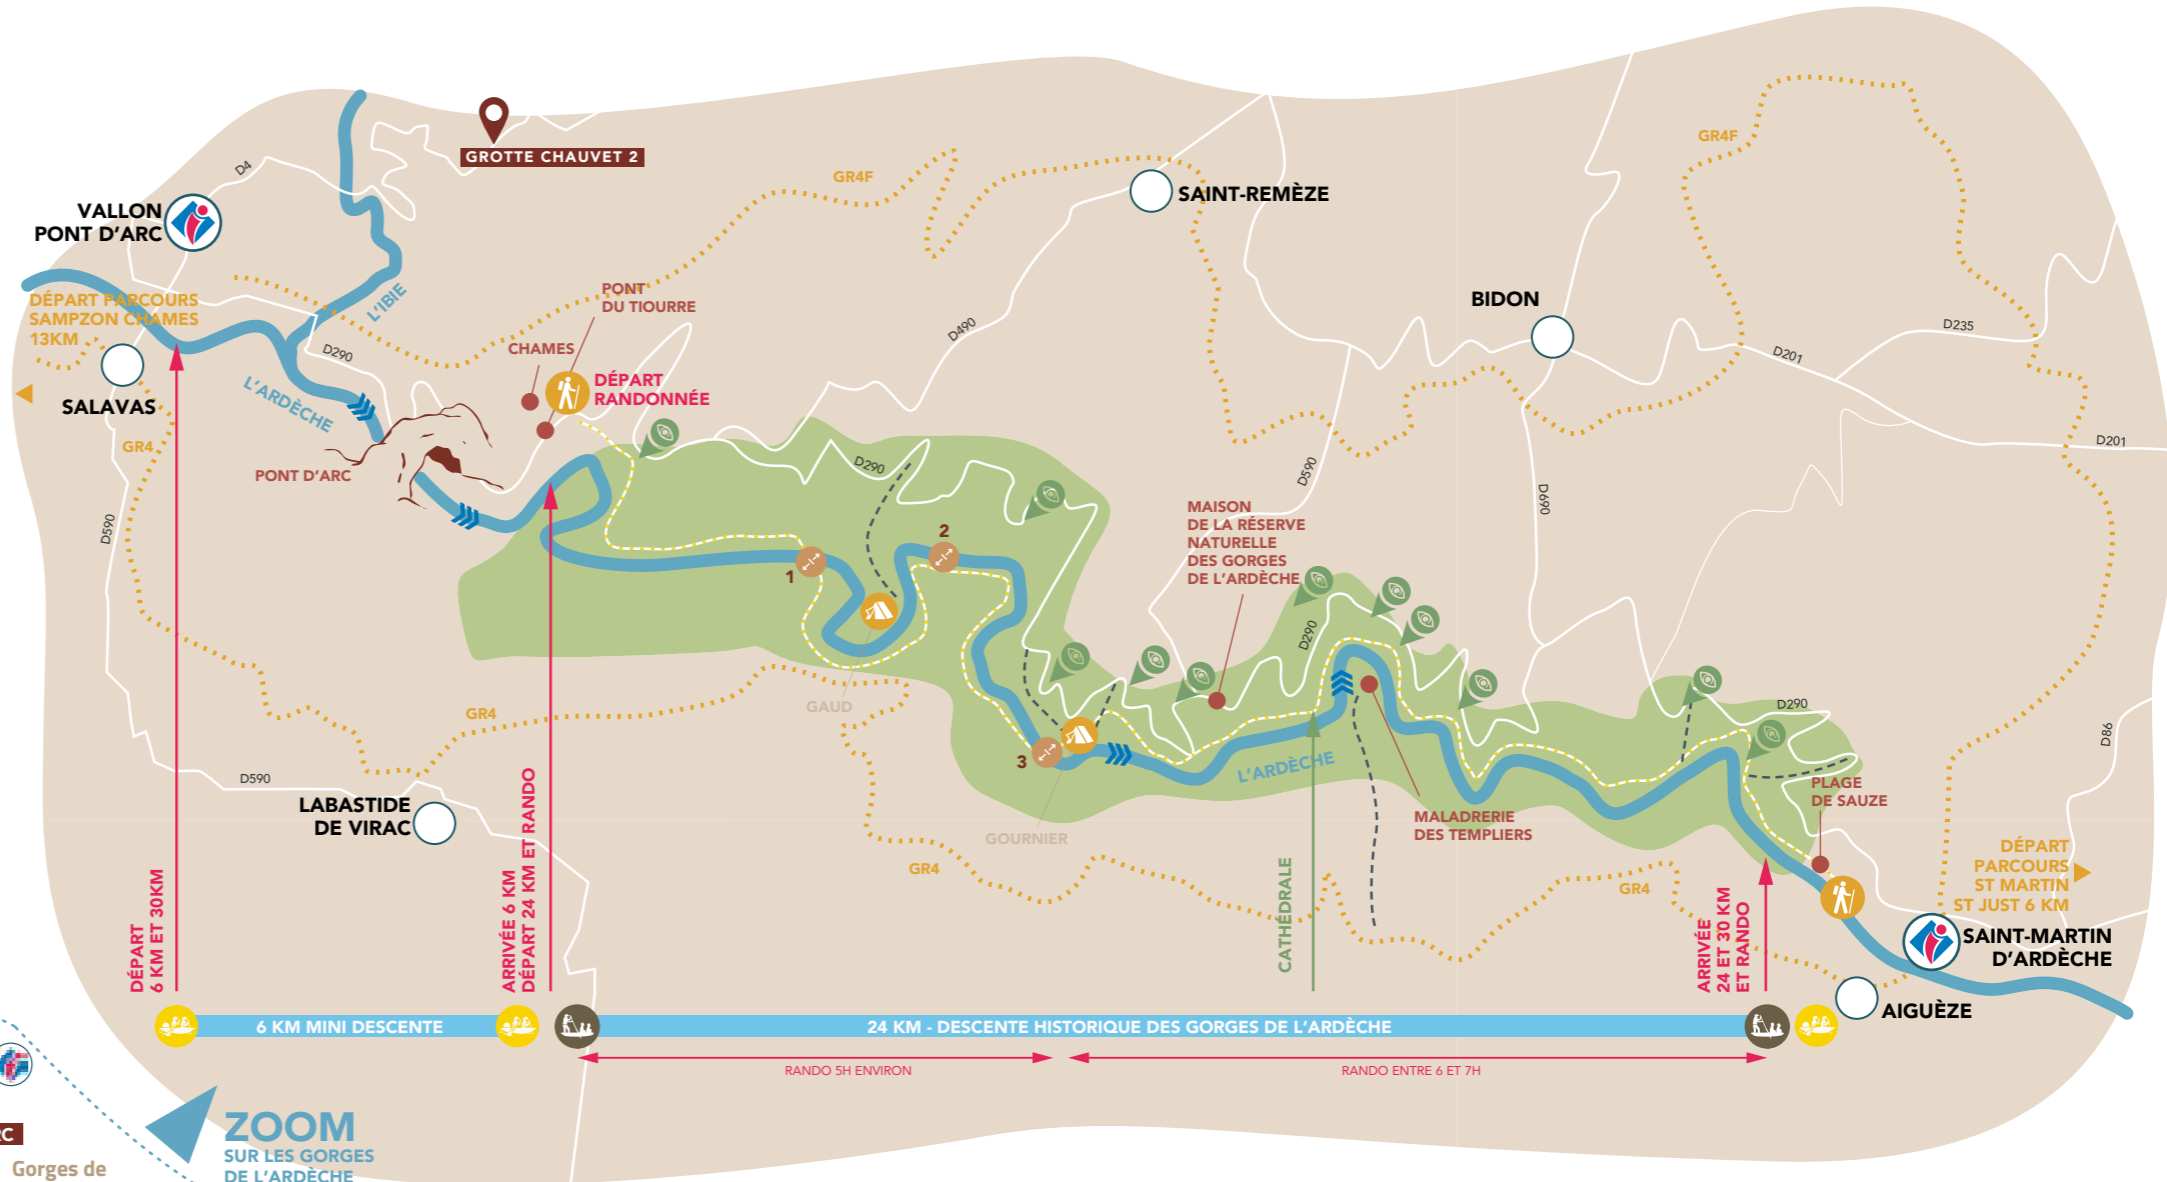 GROTTE CHAUVET 2
D4
GR4F
GR4F
VALLON
PONT D'ARC
SAINT-REMÈZE
L'IBIE
DÉPART PARCOURS
SAMPZON CHAMES
13KM
PONT
DU TIOURRE
BIDON
D490
D235
D290
CHAMES
D201
DÉPART
RANDONNÉE
L'ARDÈCHE
SALAVAS
GR4
D201
PONT D'ARC
D290
D590
D690
D590
MAISON
DE LA RÉSERVE
NATURELLE
DES GORGES
DE L'ARDÈCHE
2
1
D290
GAUD
GR4
D290
D86
3
L'ARDÈCHE
D590
PLAGE
DE SAUZE
LABASTIDE
DE VIRAC
MALADRERIE
DES TEMPLIERS
GOURNIER
GR4
GR4
DÉPART
PARCOURS
ST MARTIN
ST JUST 6 KM
DÉPART
6 KM ET 30KM
ARRIVÉE 6 KM
DÉPART 24 KM ET RANDO
CATHÉDRALE
ARRIVÉE
24 ET 30 KM
ET RANDO
SAINT-MARTIN
D'ARDÈCHE
AIGUÈZE
6 KM MINI DESCENTE
24 KM - DESCENTE HISTORIQUE DES GORGES DE L'ARDÈCHE
RANDO 5H ENVIRON
RANDO ENTRE 6 ET 7H
ZOOM
SUR LES GORGES
DE L'ARDÈCHE
Gorges de